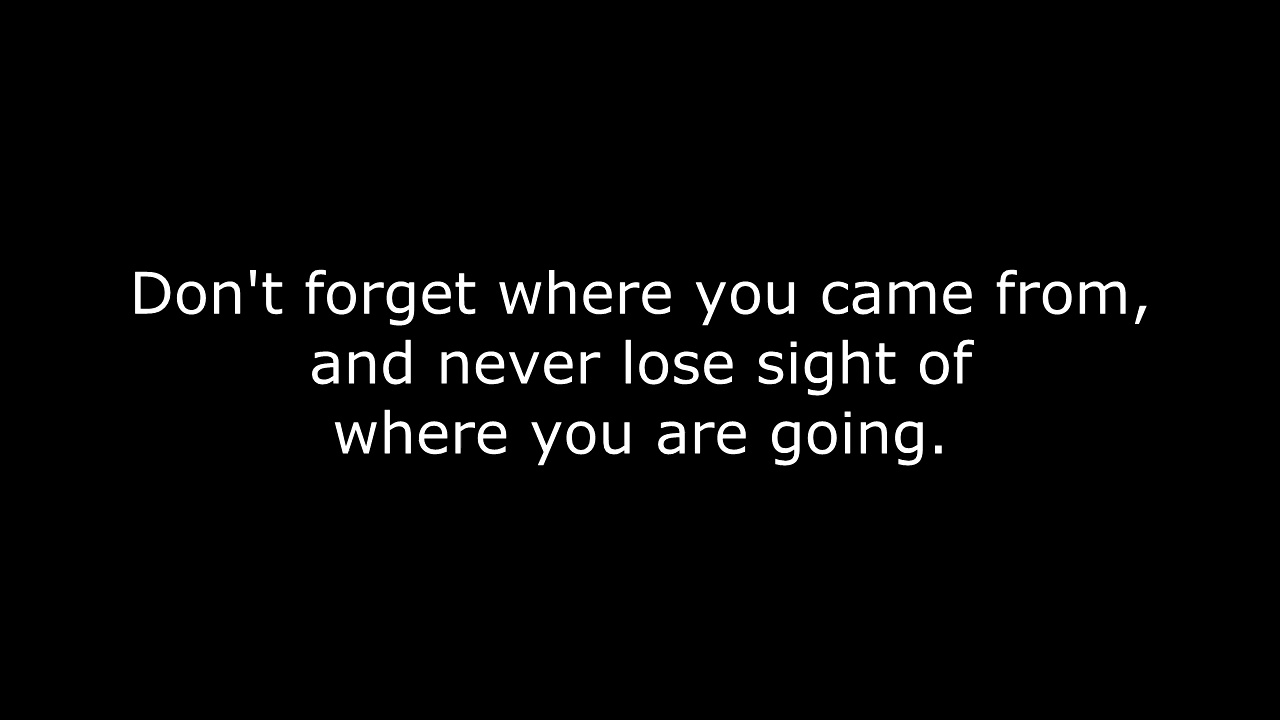 Don't forget where you came from,
and never lose sight of
where you are going.